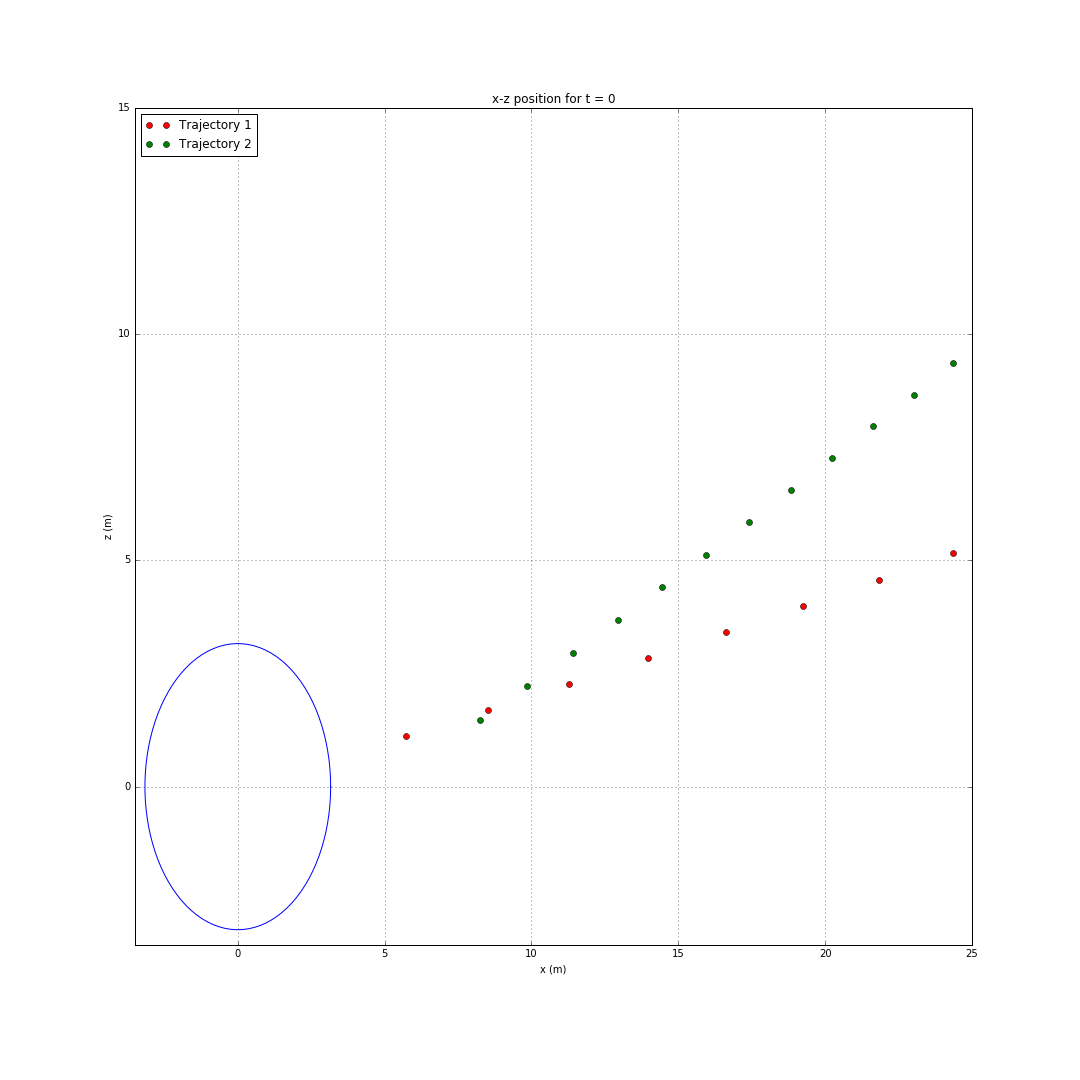 x-z position for t = 0
15
Trajectory 1
Trajectory 2
10
z (m)
5
0
0 5 10 15 20 25
x (m)